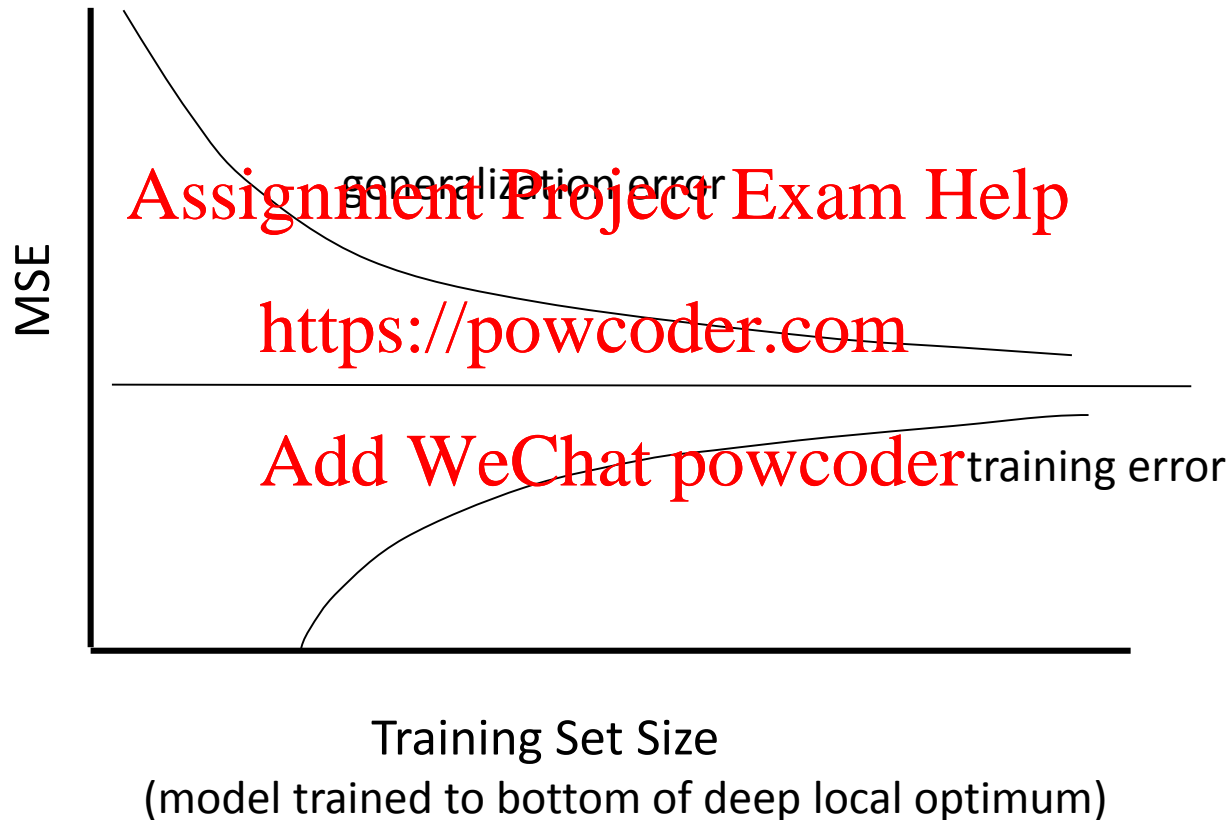 generalization error
Assignment Project Exam Help
MSE
https://powcoder.com
Add WeChat powcoder
training error
Training Set Size
(model trained to bottom of deep local optimum)